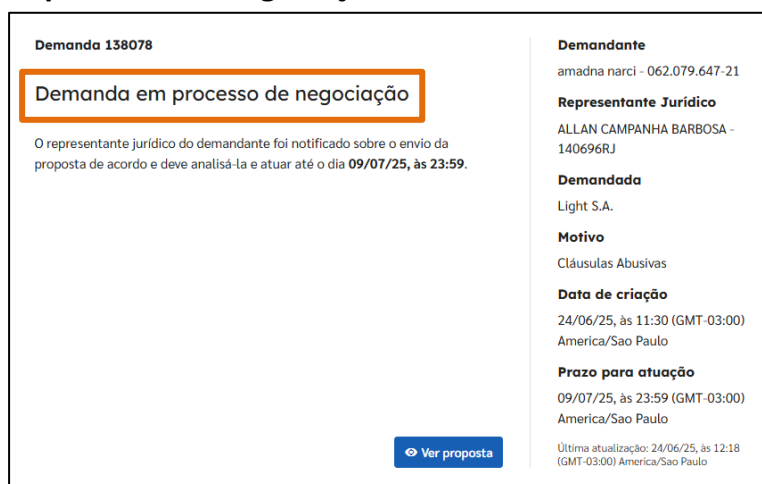 Demanda 138078
Demanda em processo de negociação
O representante jurídico do demandante foi notificado sobre o envio da
proposta de acordo e deve analisá-la e atuar até o dia 09/07/25, às 23:59.
Ver proposta
Demandante
amadna narci - 062.079.647-21
Representante Jurídico
ALLAN CAMPANHA BARBOSA -
140696RJ
Demandada
Light S.A.
Motivo
Cláusulas Abusivas
Data de criação
24/06/25, às 11:30 (GMT-03:00)
America/Sao Paulo
Prazo para atuação
09/07/25, às 23:59 (GMT-03:00)
America/Sao Paulo
Última atualização: 24/06/25, às 12:18
(GMT-03:00) America/Sao Paulo